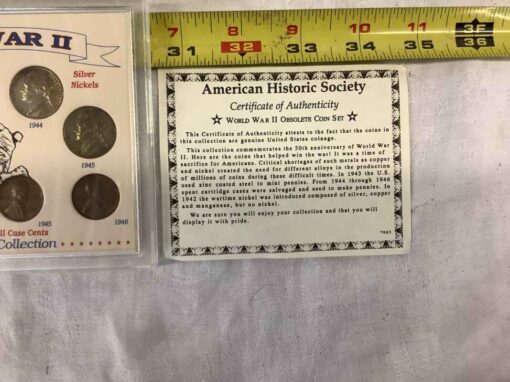 WAR II
Silver
Nickels
1944
1945
1945
1946
ll Case Cents
Collection
7 8 9 10 11 3F
31 32 33 34 35 36
American Historic Society
Certificate of Authenticity
☆ WORLD WAR II OBSOLETE COIN SET ☆
This Certificate of Authenticity attests to the fact that the coins in
this collection are genuine United States coinage.
This collection commemorates the 50th anniversary of World War
II. Here are the coins that helped win the war! It was a time of
sacrifice for Americans. Critical shortages of such metals as copper
and nickel created the need for different alloys in the production
of millions of coins during these difficult times. In 1943 the U.S.
used zinc coated steel to mint pennies. From 1944 through 1946
spent cartridge cases were salvaged and used to make pennies. In
1942 the wartime nickel was introduced composed of silver, copper
and manganese, but no nickel.
We are sure you will enjoy your collection and that you will
display it with pride.
7043